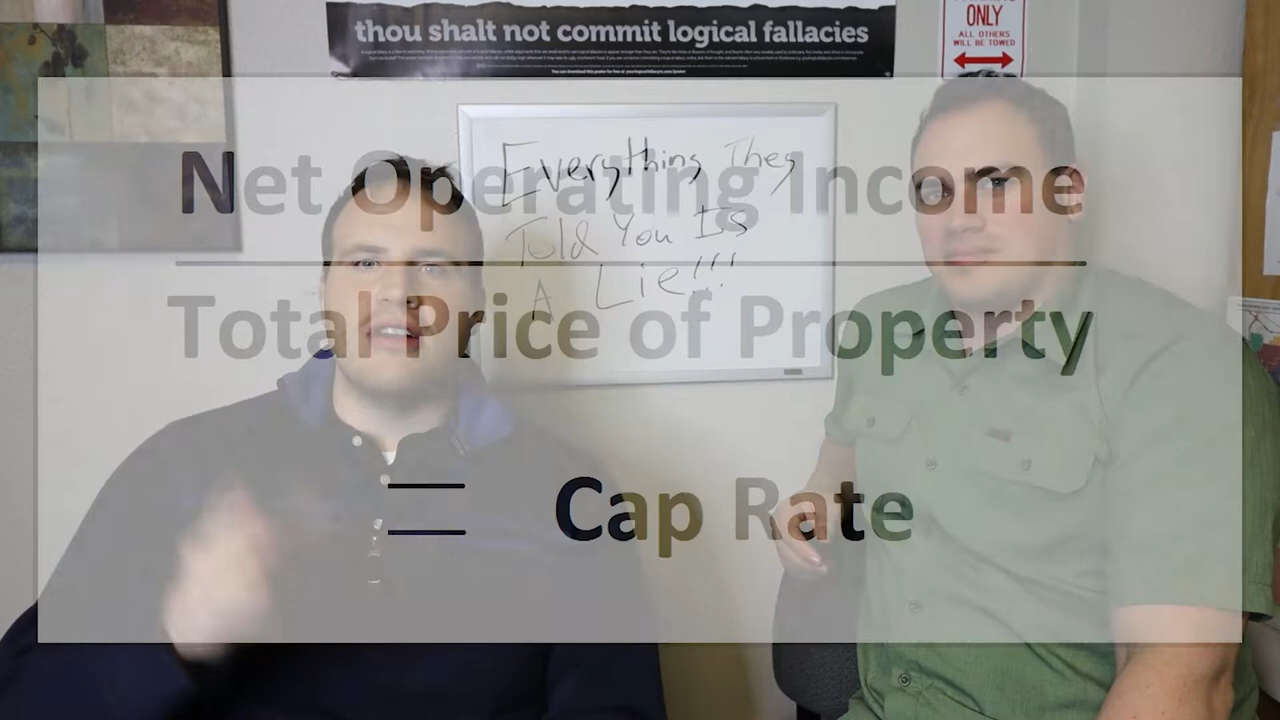 thou shalt not commit logical fallacies
ONLY
ALL OTHERS
WILL BE TOWED
Everything They
Told You Is
A Lie!!!
Net Operating Income
Total Price of Property
= Cap Rate